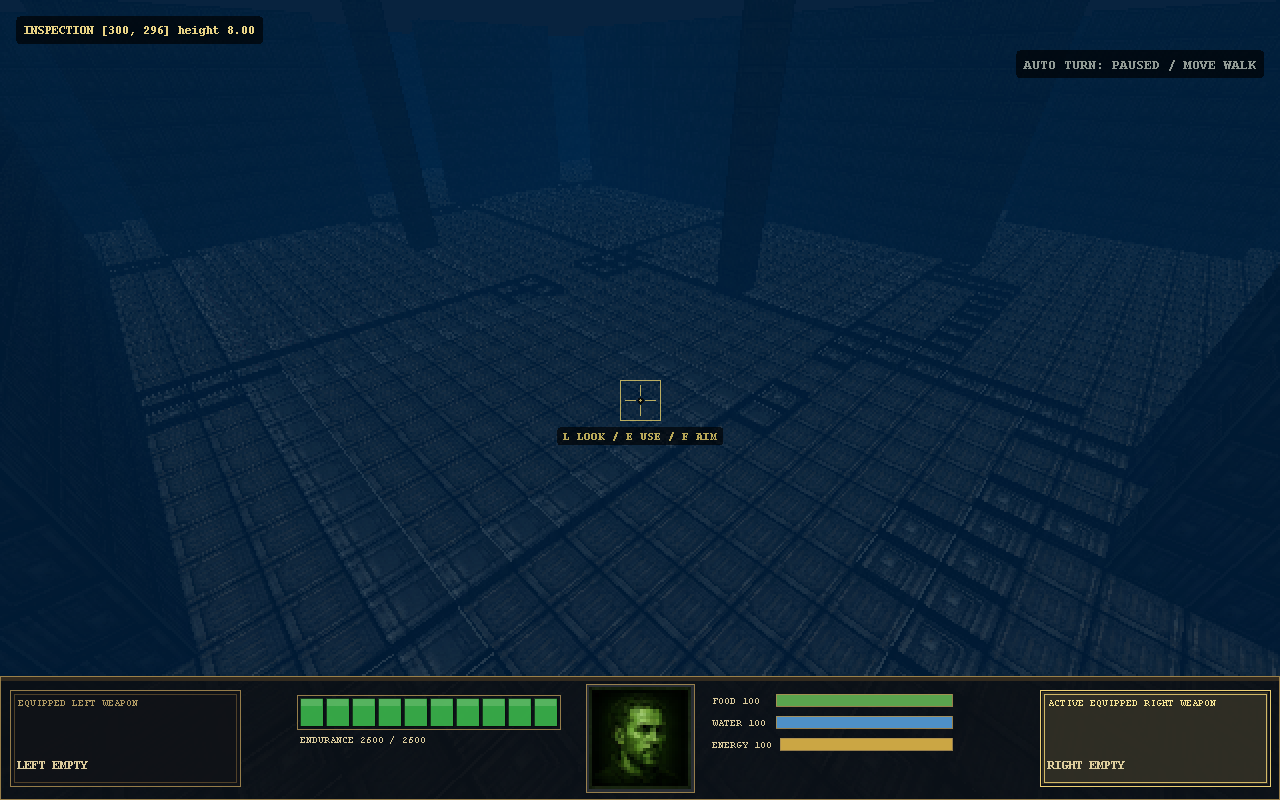 INSPECTION [300, 296] height 8.00
AUTO TURN: PAUSED / MOVE WALK
L LOOK / E USE / F AIM
EQUIPPED LEFT WEAPON
LEFT EMPTY
ENDURANCE 2600 / 2600
FOOD 100
WATER 100
ENERGY 100
ACTIVE EQUIPPED RIGHT WEAPON
RIGHT EMPTY